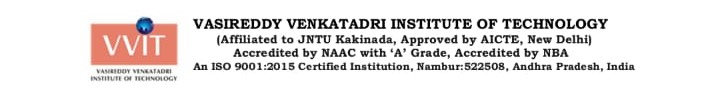 VVIT
VASIREDDY VENKATADRI
INSTITUTE OF TECHNOLOGY
VASIREDDY VENKATADRI INSTITUTE OF TECHNOLOGY
(Affiliated to JNTU Kakinada, Approved by AICTE, New Delhi)
Accredited by NAAC with ‘A’ Grade, Accredited by NBA
An ISO 9001:2015 Certified Institution, Nambur:522508, Andhra Pradesh, India